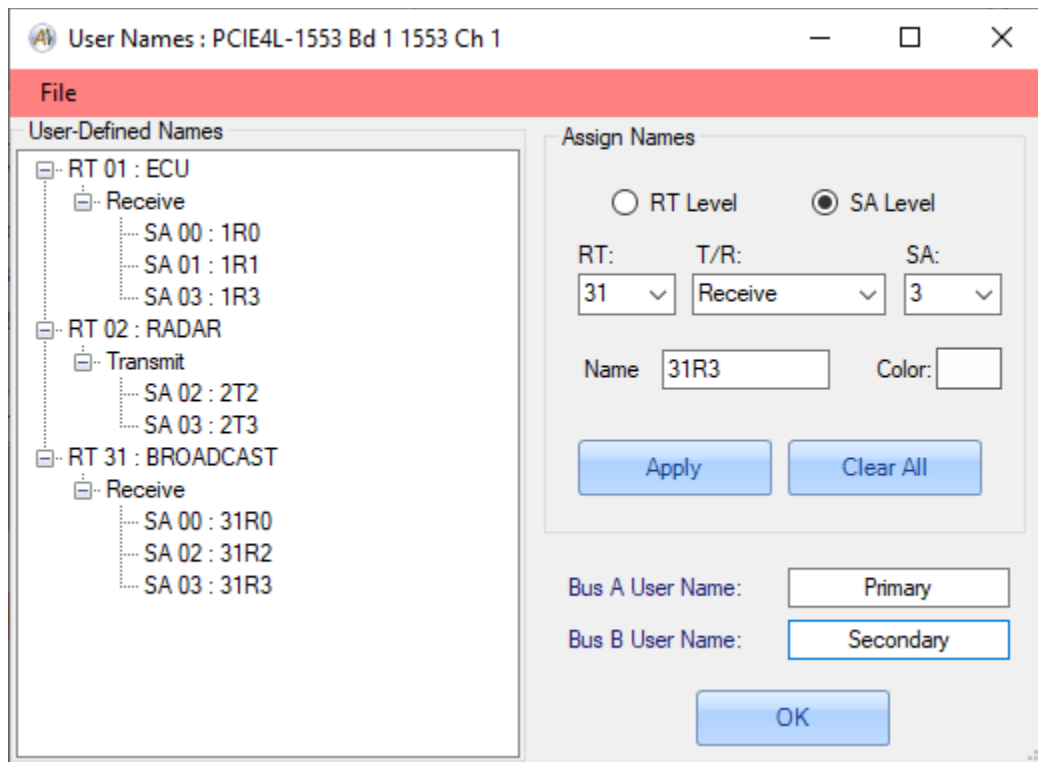 User Names : PCIE4L-1553 Bd 1 1553 Ch 1
File
User-Defined Names
RT 01 : ECU
Receive
SA 00 : 1R0
SA 01 : 1R1
SA 03 : 1R3
RT 02 : RADAR
Transmit
SA 02 : 2T2
SA 03 : 2T3
RT 31 : BROADCAST
Receive
SA 00 : 31R0
SA 02 : 31R2
SA 03 : 31R3
Assign Names
RT Level SA Level
RT: T/R: SA:
31 Receive 3
Name 31R3 Color:
Apply Clear All
Bus A User Name: Primary
Bus B User Name: Secondary
OK